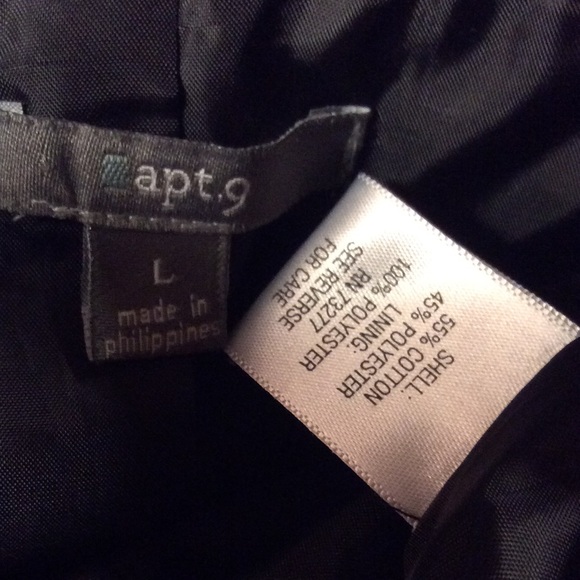 apt.9
L
made in
philippines
SHELL:
55% COTTON
45% POLYESTER
LINING:
100% POLYESTER
RN 73277
SEE REVERSE
FOR CARE